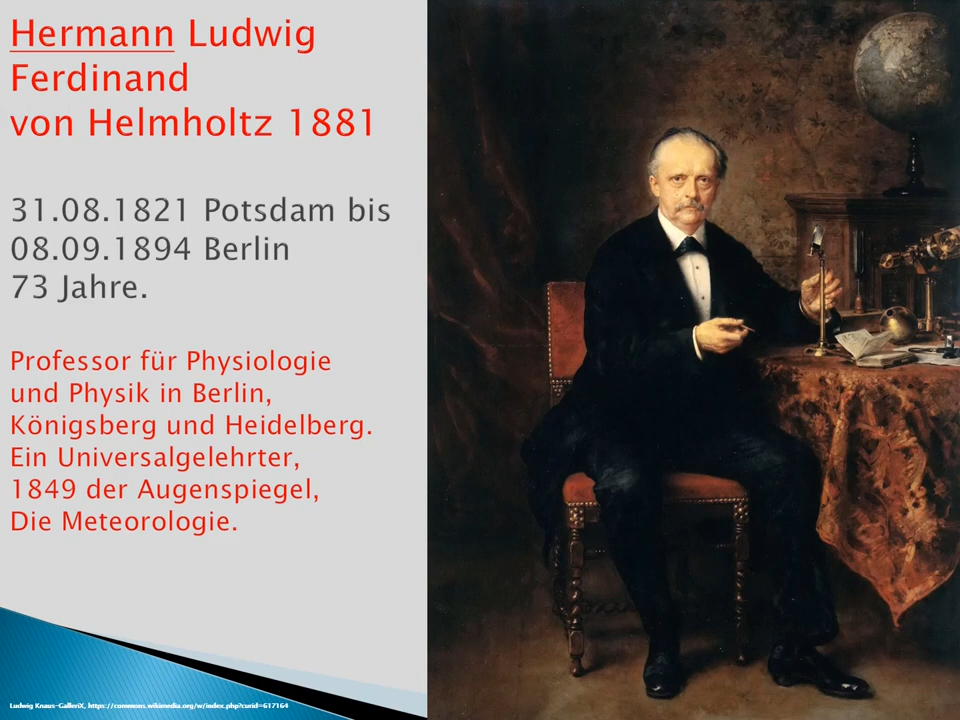 Hermann Ludwig
Ferdinand
von Helmholtz 1881
31.08.1821 Potsdam bis
08.09.1894 Berlin
73 Jahre.
Professor für Physiologie
und Physik in Berlin,
Königsberg und Heidelberg.
Ein Universalgelehrter,
1849 der Augenspiegel,
Die Meteorologie.
Ludwig Knaus-GalleriX, https://commons.wikimedia.org/w/index.php?curid=617164